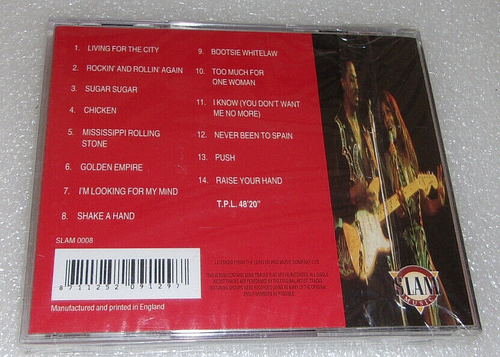 1. LIVING FOR THE CITY
2. ROCKIN' AND ROLLIN' AGAIN
3. SUGAR SUGAR
4. CHICKEN
5. MISSISSIPPI ROLLING
STONE
6. GOLDEN EMPIRE
7. I'M LOOKING FOR MY MIND
8. SHAKE A HAND
9. BOOTSIE WHITELAW
10. TOO MUCH FOR
ONE WOMAN
11. I KNOW (YOU DON'T WANT
ME NO MORE)
12. NEVER BEEN TO SPAIN
13. PUSH
14. RAISE YOUR HAND
T.P.L. 48'20"
SLAM 0008
8 711252 091297
Manufactured and printed in England
SLAM
MUSIC